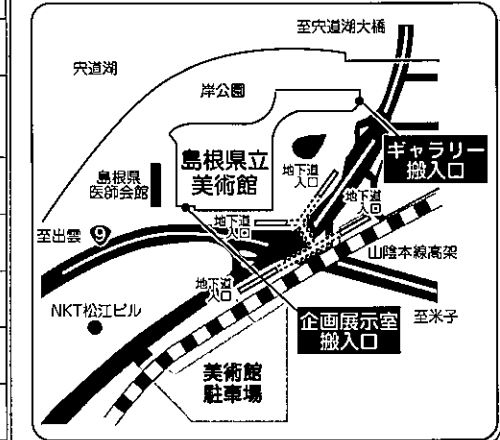 至宍道湖大橋
宍道湖
岸公園
ギャラリー
搬入口
島根県立
美術館
地下道
入口
島根県
医師会館
地下道
入口
地下道
入口
至出雲
9
山陰本線高架
地下道
入口
NKT松江ビル
企画展示室
搬入口
至米子
美術館
駐車場